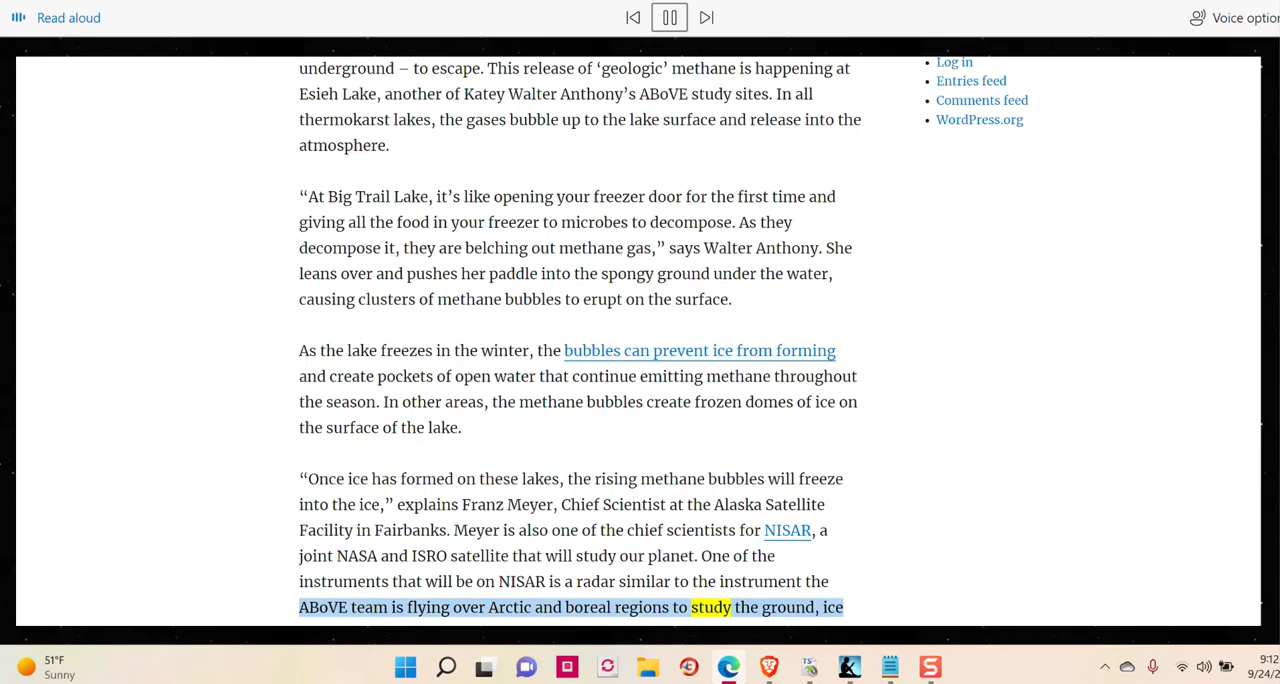 Read aloud
Voice optior
underground – to escape. This release of ‘geologic’ methane is happening at
Esieh Lake, another of Katey Walter Anthony’s ABoVE study sites. In all
thermokarst lakes, the gases bubble up to the lake surface and release into the
atmosphere.
“At Big Trail Lake, it’s like opening your freezer door for the first time and
giving all the food in your freezer to microbes to decompose. As they
decompose it, they are belching out methane gas,” says Walter Anthony. She
leans over and pushes her paddle into the spongy ground under the water,
causing clusters of methane bubbles to erupt on the surface.
As the lake freezes in the winter, the bubbles can prevent ice from forming
and create pockets of open water that continue emitting methane throughout
the season. In other areas, the methane bubbles create frozen domes of ice on
the surface of the lake.
“Once ice has formed on these lakes, the rising methane bubbles will freeze
into the ice,” explains Franz Meyer, Chief Scientist at the Alaska Satellite
Facility in Fairbanks. Meyer is also one of the chief scientists for NISAR, a
joint NASA and ISRO satellite that will study our planet. One of the
instruments that will be on NISAR is a radar similar to the instrument the
ABoVE team is flying over Arctic and boreal regions to study the ground, ice
Log in
Entries feed
Comments feed
WordPress.org
51°F
Sunny
9:12
9/24/2